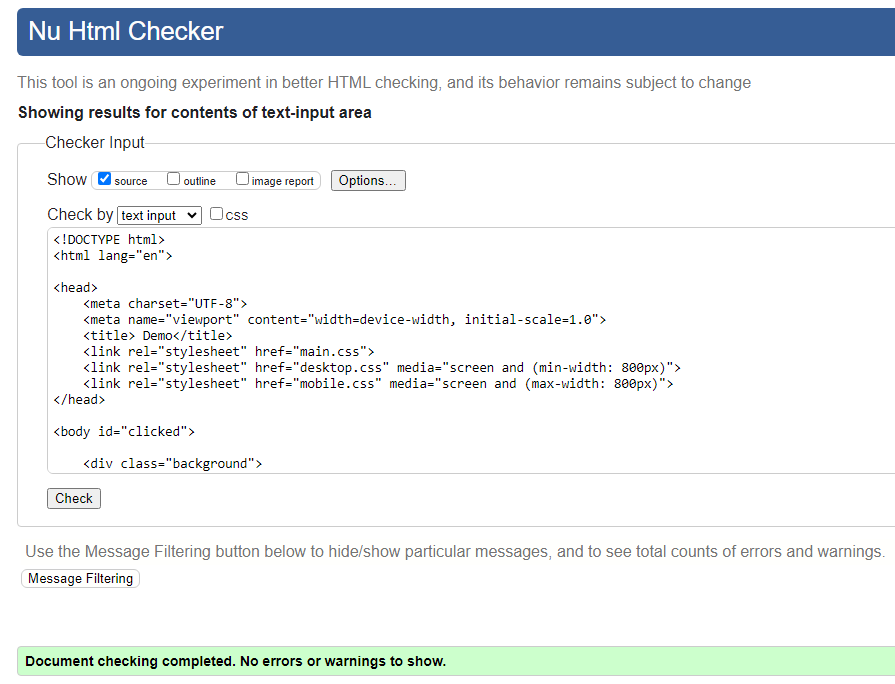 Nu Html Checker
This tool is an ongoing experiment in better HTML checking, and its behavior remains subject to change
Showing results for contents of text-input area
Checker Input
Show source outline image report Options...
Check by text input css
<!DOCTYPE html>
<html lang="en">
<head>
    <meta charset="UTF-8">
    <meta name="viewport" content="width=device-width, initial-scale=1.0">
    <title> Demo</title>
    <link rel="stylesheet" href="main.css">
    <link rel="stylesheet" href="desktop.css" media="screen and (min-width: 800px)">
    <link rel="stylesheet" href="mobile.css" media="screen and (max-width: 800px)">
</head>
<body id="clicked">
    <div class="background">
Check
Use the Message Filtering button below to hide/show particular messages, and to see total counts of errors and warnings.
Message Filtering
Document checking completed. No errors or warnings to show.